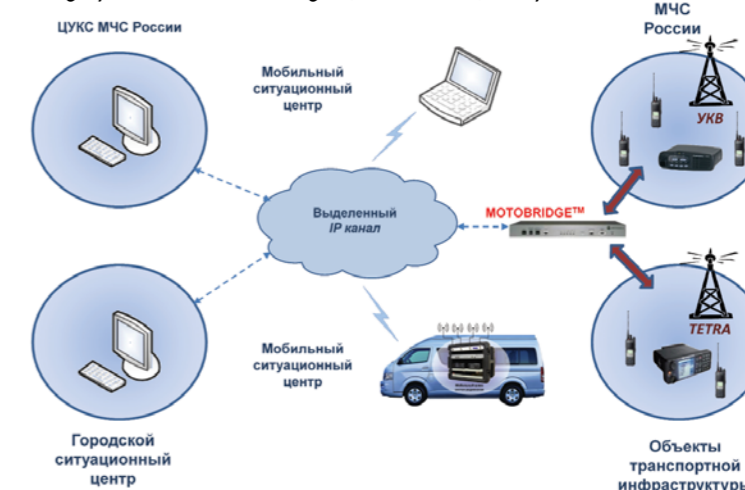 МЧС
России
ЦУКС МЧС России
Мобильный
ситуационный
центр
УКВ
Выделенный
IP канал
MOTOBRIDGE™
TETRA
Мобильный
ситуационный
центр
Городской
ситуационный
центр
Объекты
транспортной
инфраструктуры